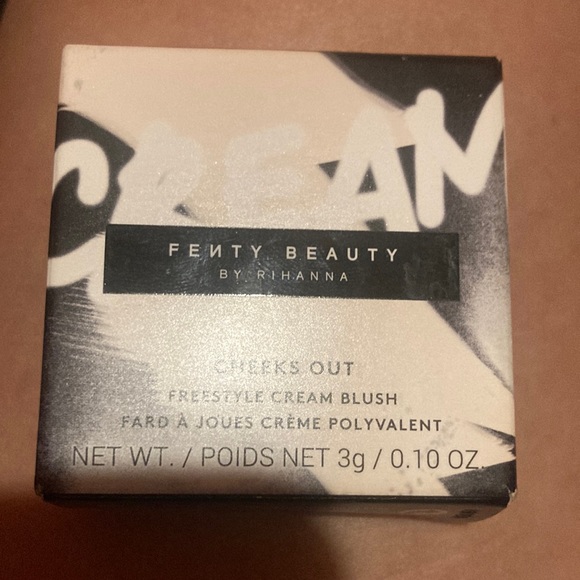 CREAM
FEИTY BEAUTY
BY RIHANNA
CHEEKS OUT
FREESTYLE CREAM BLUSH
FARD À JOUES CRÈME POLYVALENT
NET WT. / POIDS NET 3g / 0.10 OZ.